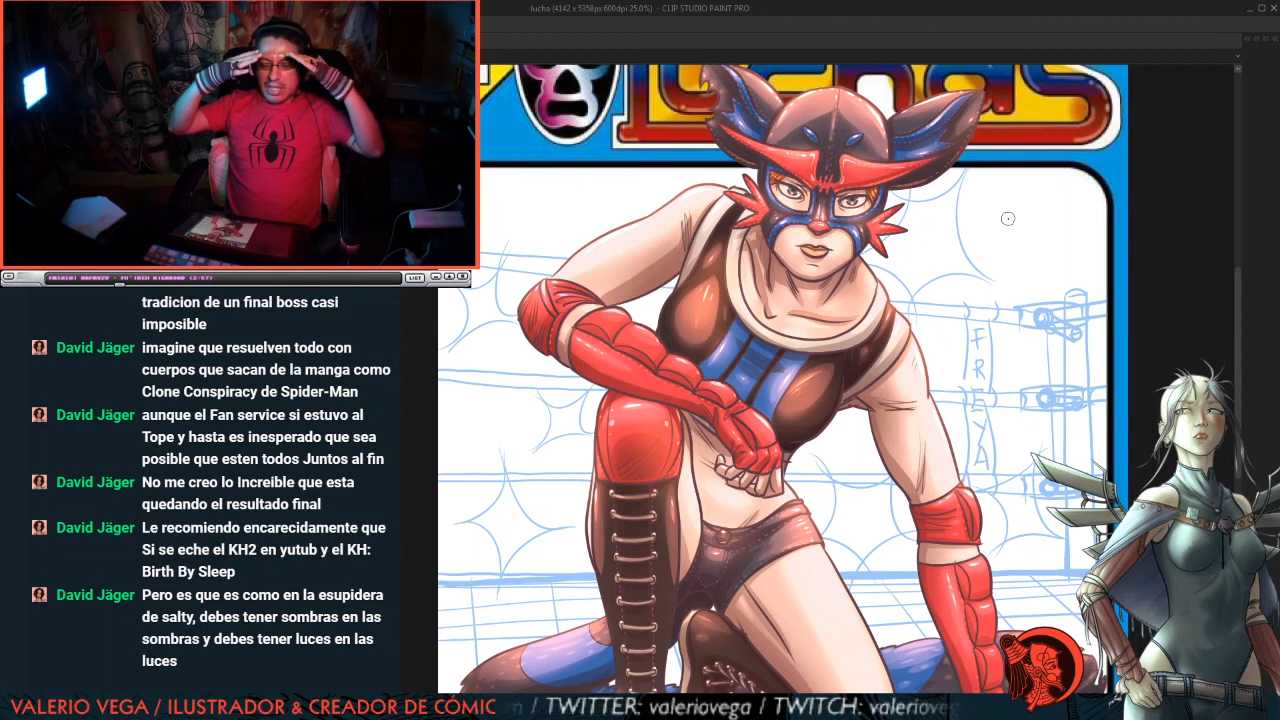 lucha (4142 x 5358px 600dpi 25.0%) - CLIP STUDIO PAINT PRO
Luchas
LIST
tradicion de un final boss casi
imposible
David Jäger imagine que resuelven todo con
cuerpos que sacan de la manga como
Clone Conspiracy de Spider-Man
David Jäger aunque el Fan service si estuvo al
Tope y hasta es inesperado que sea
posible que esten todos Juntos al fin
David Jäger No me creo lo Increible que esta
quedando el resultado final
David Jäger Le recomiendo encarecidamente que
Si se eche el KH2 en yutub y el KH:
Birth By Sleep
David Jäger Pero es que es como en la esupidera
de salty, debes tener sombras en las
sombras y debes tener luces en las
luces
FREYA
VALERIO VEGA / ILUSTRADOR & CREADOR DE CÓMIC
/ TWITTER: valeriovega / TWITCH: valeriove